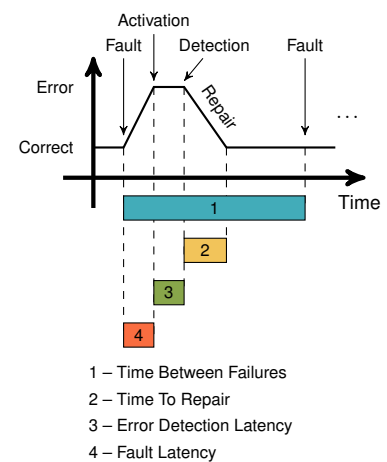 Activation
Fault Detection Fault
Error
Repair
...
Correct
Time
1
2
3
4
1 – Time Between Failures
2 – Time To Repair
3 – Error Detection Latency
4 – Fault Latency